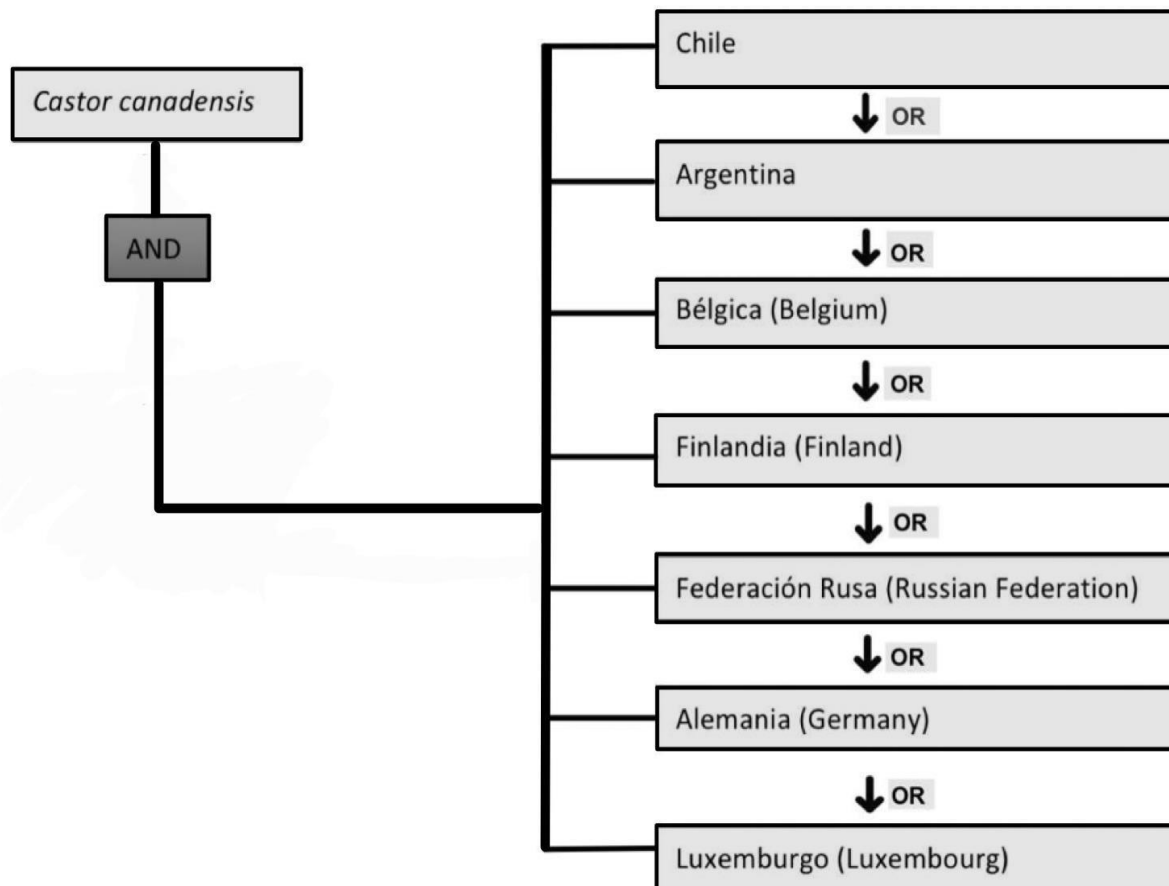 Castor canadensis
AND
Chile
OR
Argentina
OR
Bélgica (Belgium)
OR
Finlandia (Finland)
OR
Federación Rusa (Russian Federation)
OR
Alemania (Germany)
OR
Luxemburgo (Luxembourg)